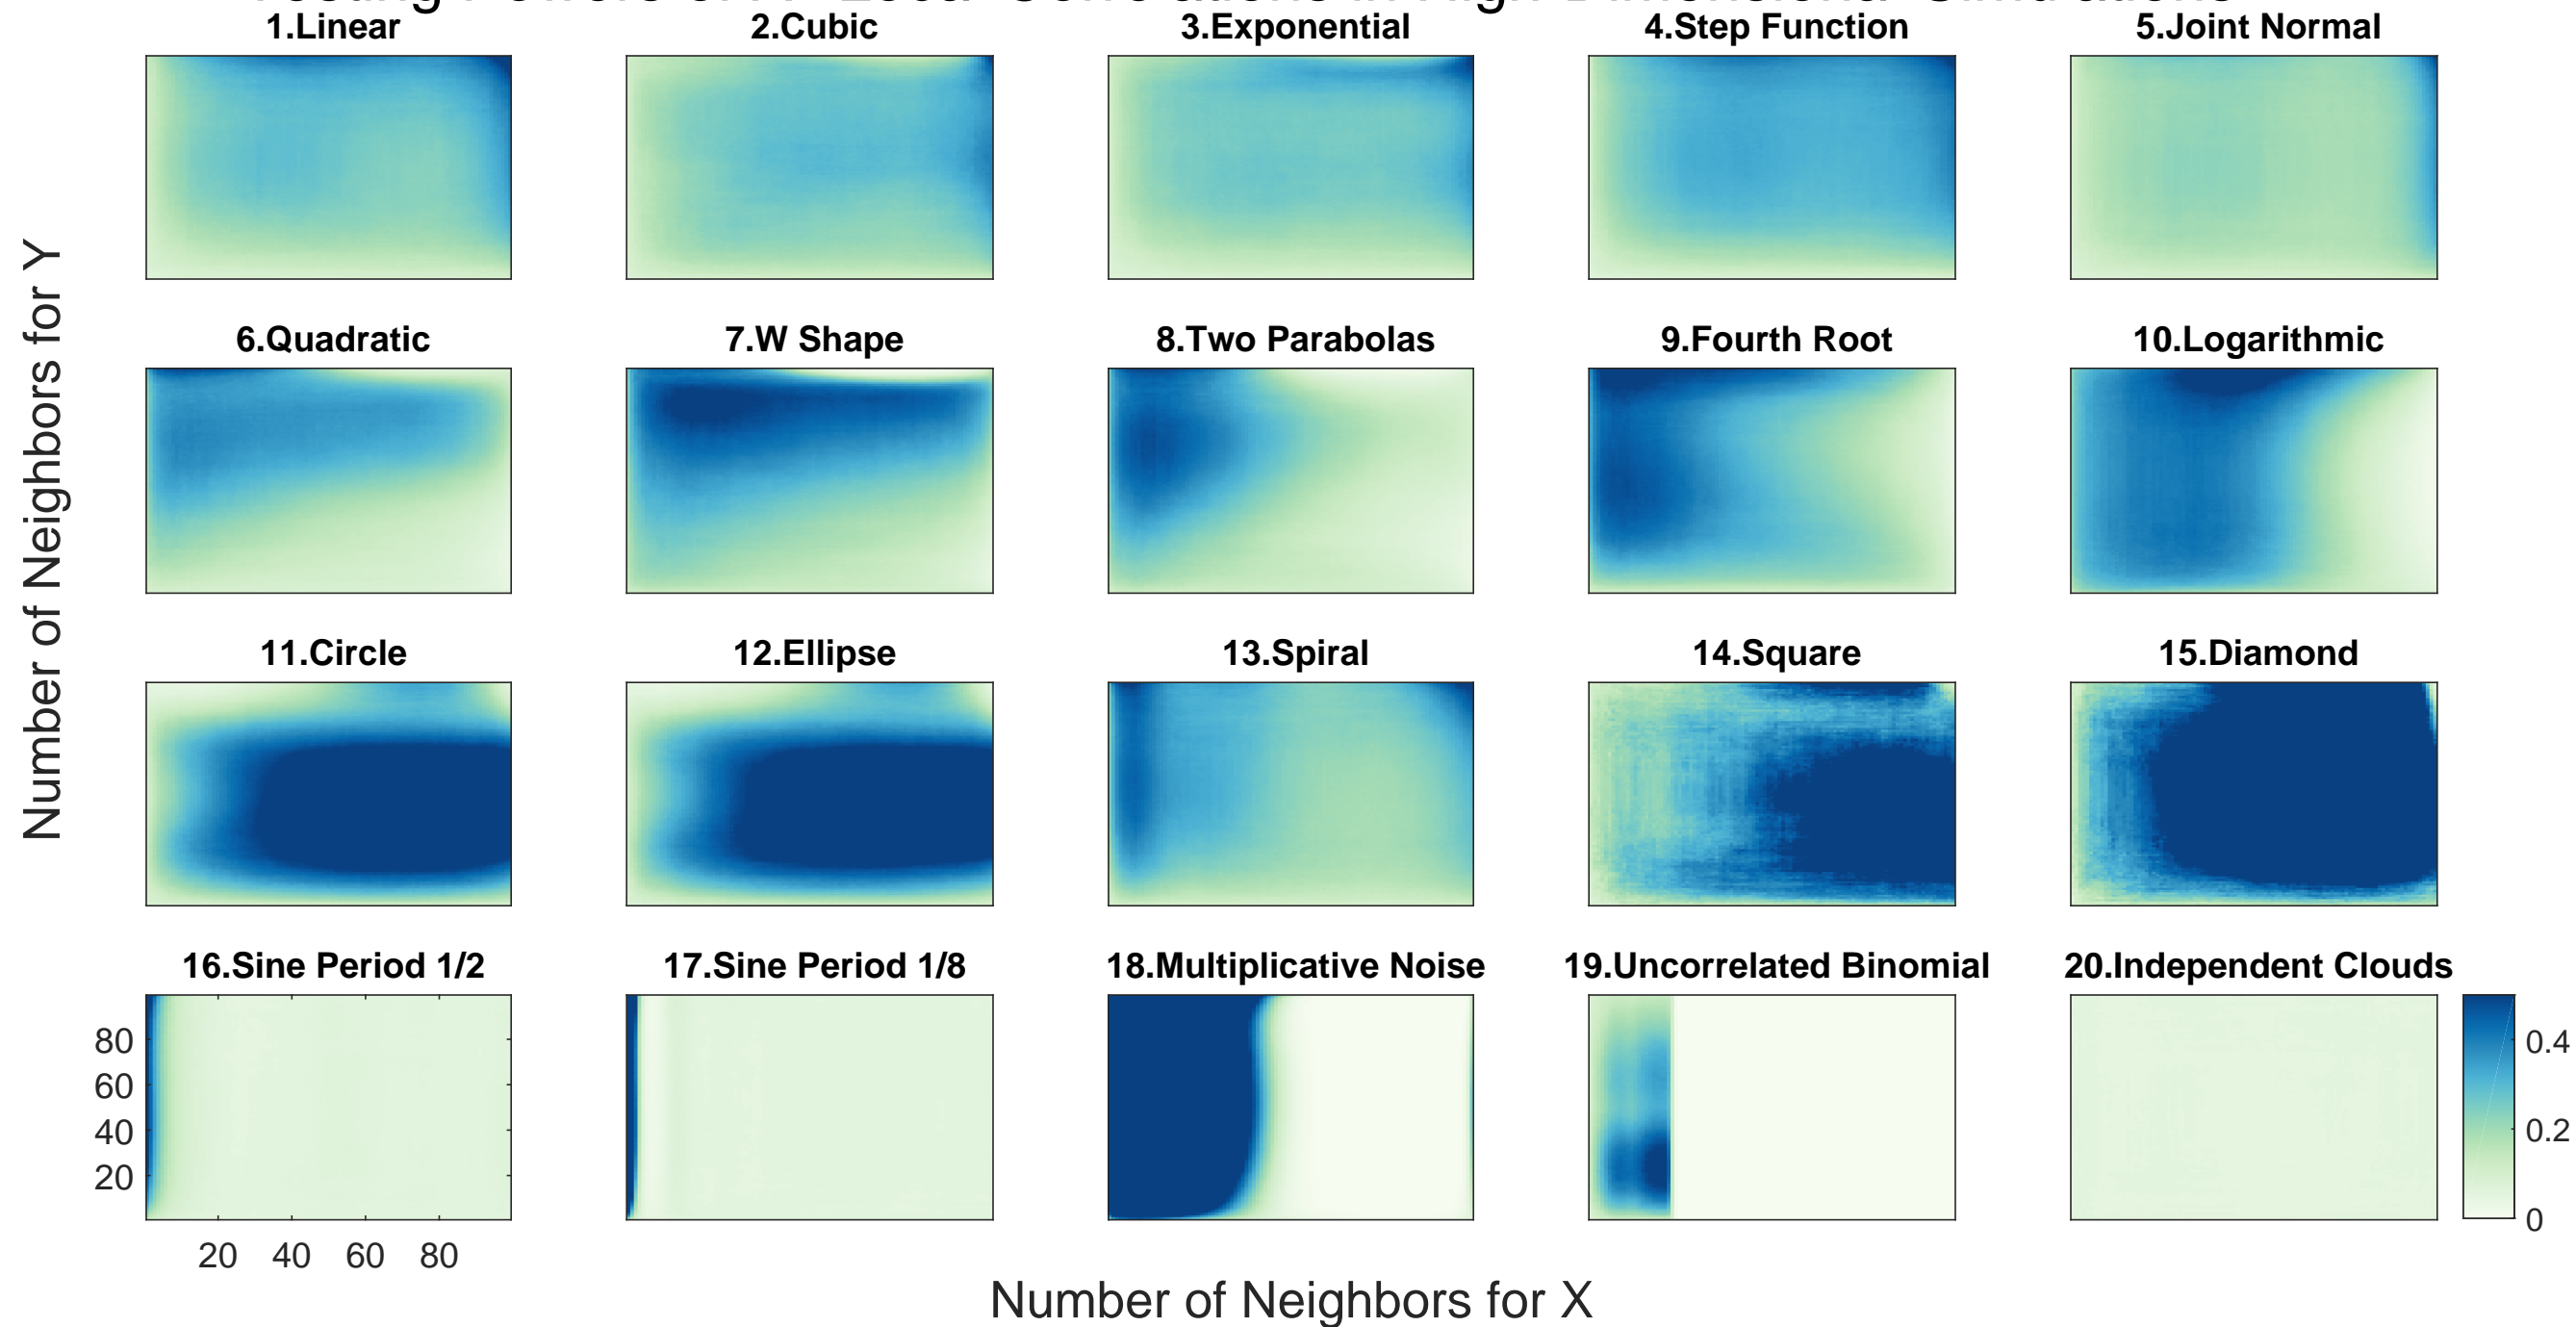 1.Linear
2.Cubic
3.Exponential
4.Step Function
5.Joint Normal
6.Quadratic
7.W Shape
8.Two Parabolas
9.Fourth Root
10.Logarithmic
Number of Neighbors for Y
11.Circle
12.Ellipse
13.Spiral
14.Square
15.Diamond
16.Sine Period 1/2
17.Sine Period 1/8
18.Multiplicative Noise
19.Uncorrelated Binomial
20.Independent Clouds
80
60
40
20
0.4
0.2
0
20 40 60 80
Number of Neighbors for X